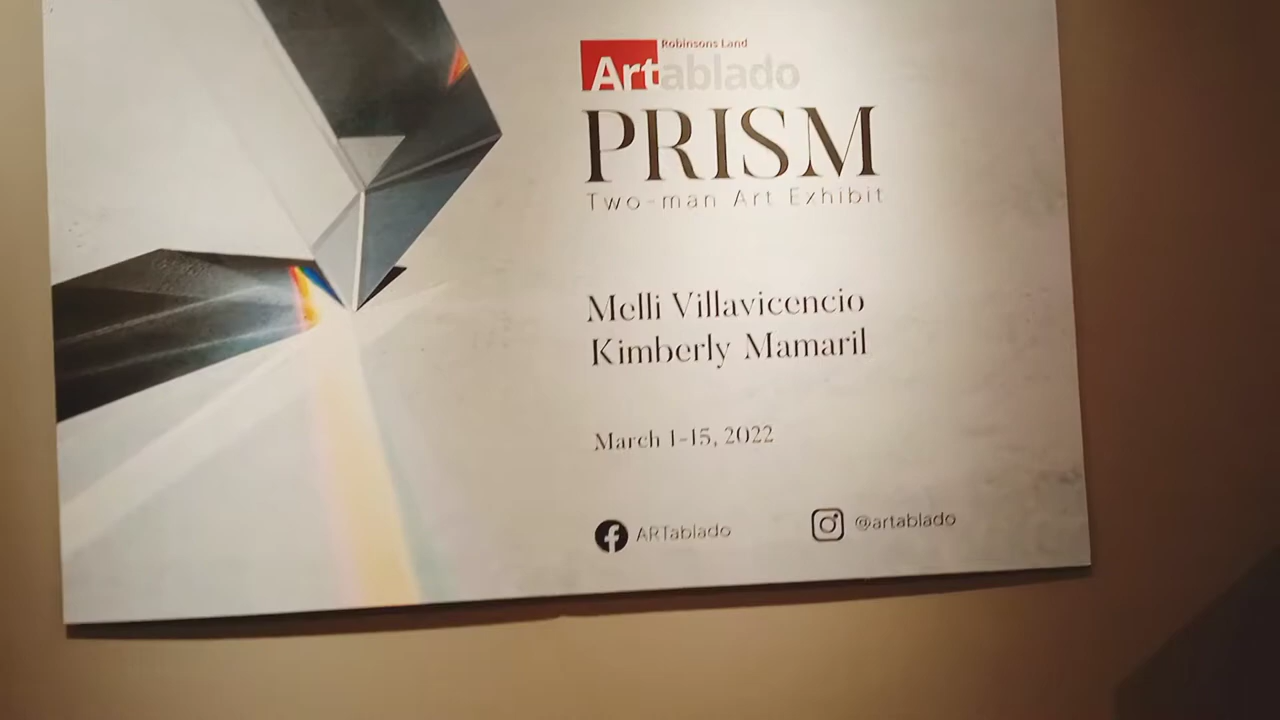 Robinsons Land
Artablado
PRISM
Two-man Art Exhibit
Melli Villavicencio
Kimberly Mamaril
March 1-15, 2022
ARTablado @artablado